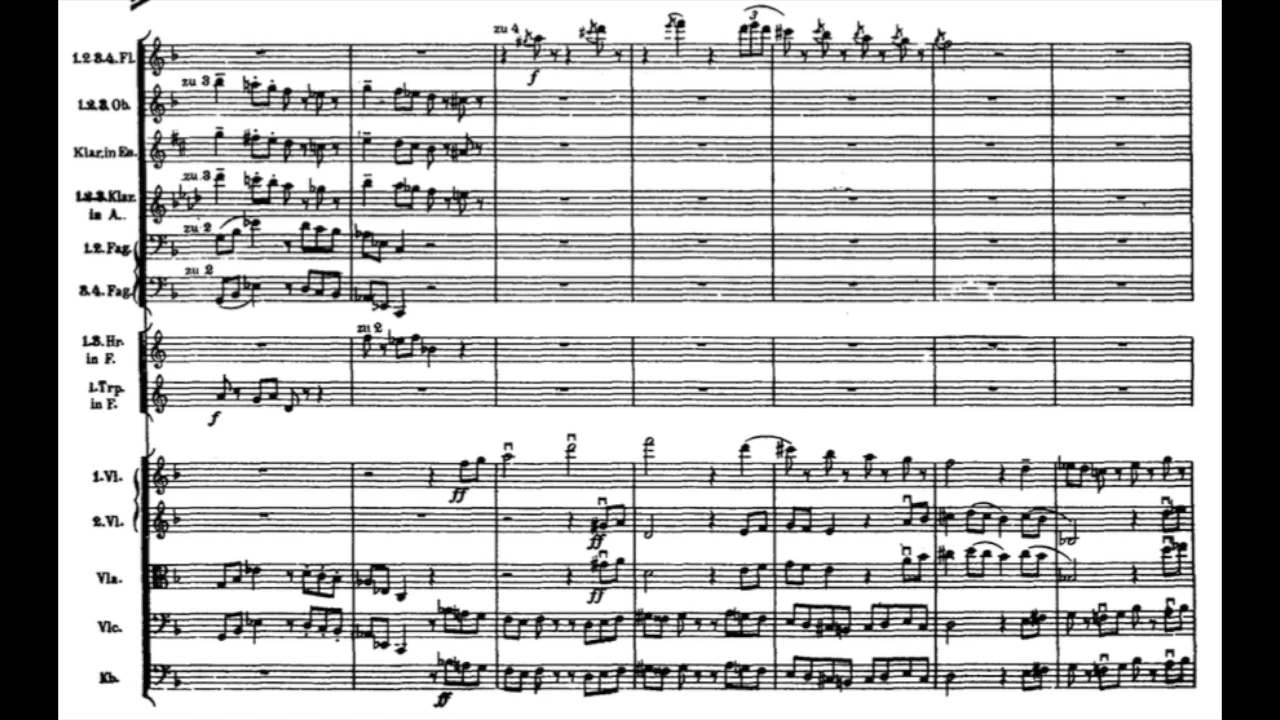 zu 4
3
1.2.3.4. Fl.
f
zu 3
1.2.3. Ob.
Klar. in Es.
zu 3
1.2.3. Klar.
in A.
zu 2
1.2. Fag.
zu 2
3.4. Fag.
zu 2
1.3. Hr.
in F.
1. Trp.
in F.
f
1. Vl.
ff
2. Vl.
ff
Vla.
ff
Vlc.
Kb.
ff